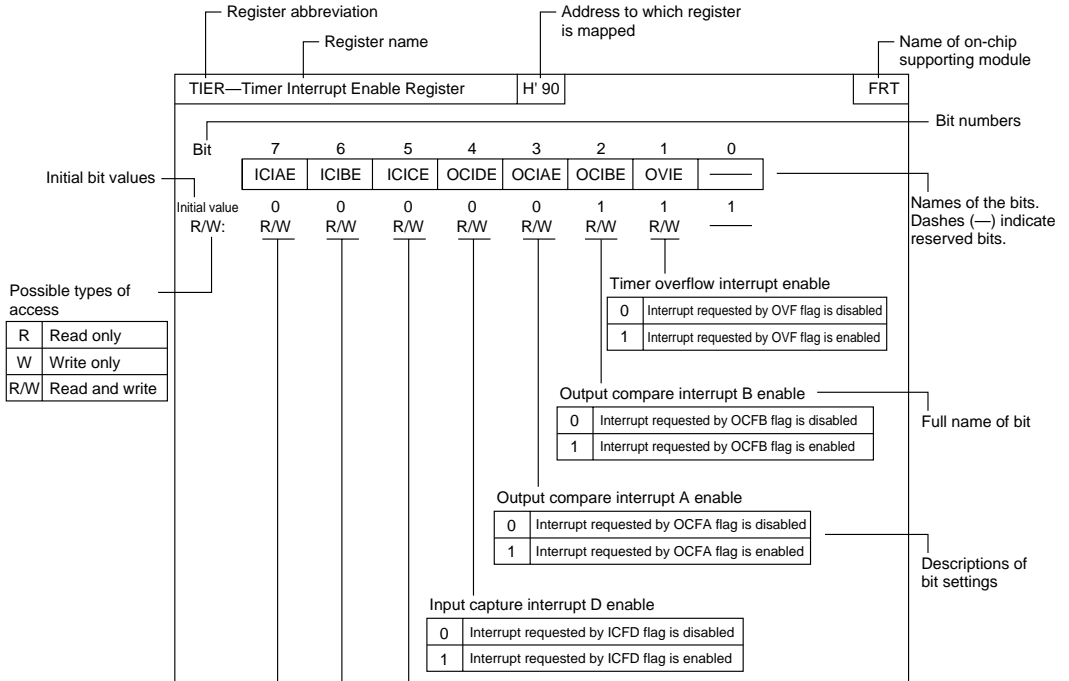 Register abbreviation
Register name
Address to which register
is mapped
Name of on-chip
supporting module
TIER—Timer Interrupt Enable Register H' 90 FRT
Bit numbers
Bit 7 6 5 4 3 2 1 0
ICIAE ICIBE ICICE OCIDE OCIAE OCIBE OVIE —
Initial bit values
Initial value 0 0 0 0 0 1 1 1
R/W: R/W R/W R/W R/W R/W R/W R/W —
Names of the bits.
Dashes (—) indicate
reserved bits.
Possible types of
access
R Read only
W Write only
R/W Read and write
Timer overflow interrupt enable
0 Interrupt requested by OVF flag is disabled
1 Interrupt requested by OVF flag is enabled
Output compare interrupt B enable
0 Interrupt requested by OCFB flag is disabled
1 Interrupt requested by OCFB flag is enabled
Full name of bit
Output compare interrupt A enable
0 Interrupt requested by OCFA flag is disabled
1 Interrupt requested by OCFA flag is enabled
Descriptions of
bit settings
Input capture interrupt D enable
0 Interrupt requested by ICFD flag is disabled
1 Interrupt requested by ICFD flag is enabled